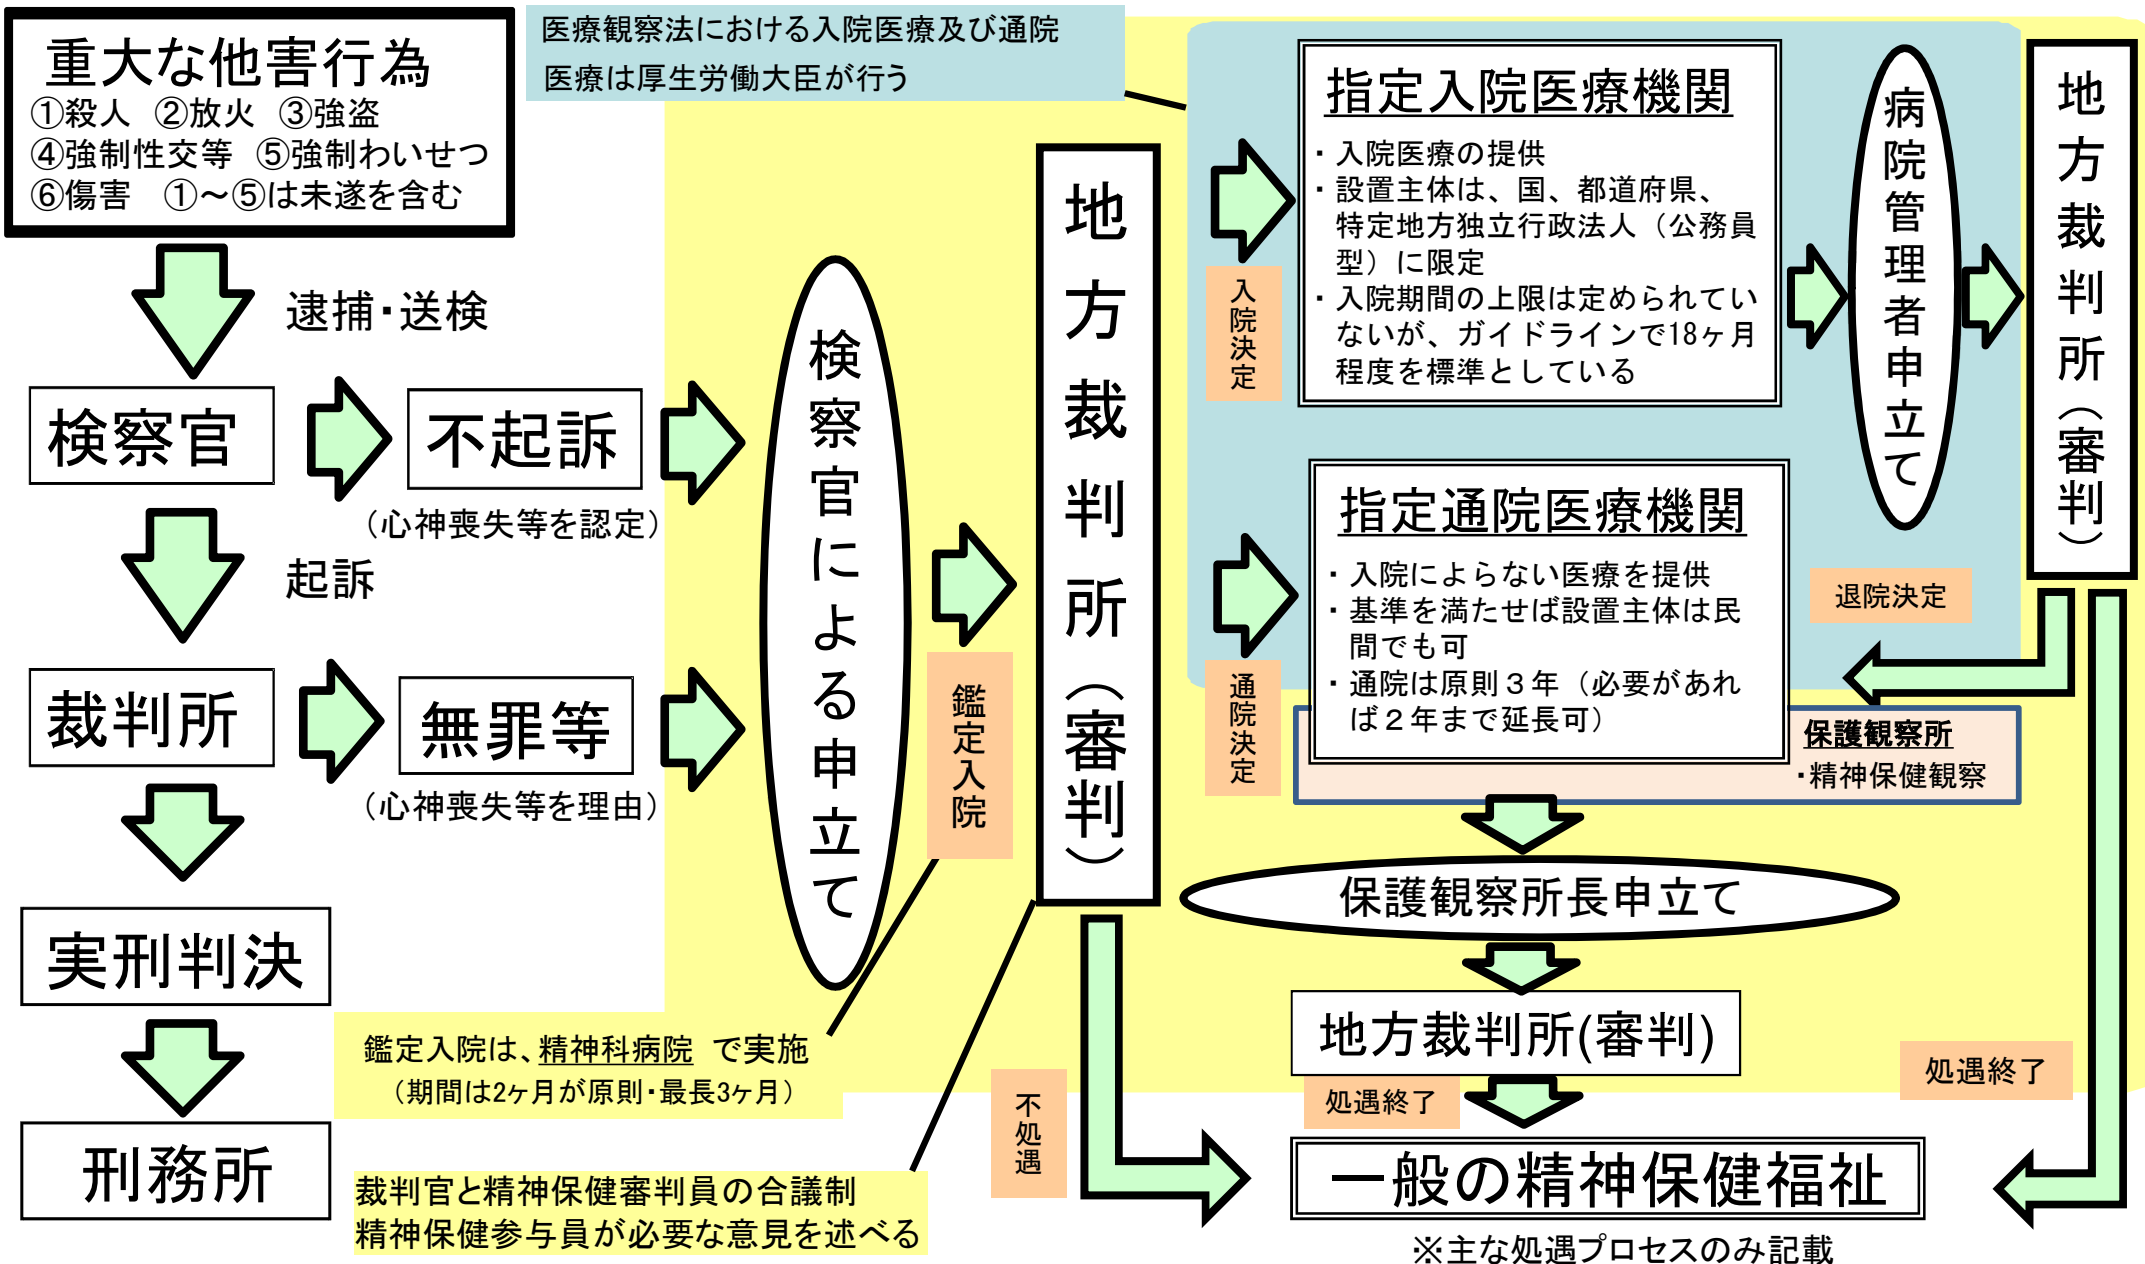 重大な他害行為
①殺人 ②放火 ③強盗
④強制性交等 ⑤強制わいせつ
⑥傷害 ①～⑤は未遂を含む
逮捕・送検
検察官
不起訴
（心神喪失等を認定）
起訴
裁判所
無罪等
（心神喪失等を理由）
実刑判決
刑務所
医療観察法における入院医療及び通院
医療は厚生労働大臣が行う
検察官による申立て
鑑定入院
鑑定入院は、精神科病院 で実施
（期間は2ヶ月が原則・最長3ヶ月）
地方裁判所（審判）
裁判官と精神保健審判員の合議制
精神保健参与員が必要な意見を述べる
入院決定
指定入院医療機関
・入院医療の提供
・設置主体は、国、都道府県、
特定地方独立行政法人（公務員
型）に限定
・入院期間の上限は定められてい
ないが、ガイドラインで18ヶ月
程度を標準としている
病院管理者申立て
地方裁判所（審判）
退院決定
通院決定
指定通院医療機関
・入院によらない医療を提供
・基準を満たせば設置主体は民
間でも可
・通院は原則３年（必要があれ
ば２年まで延長可）
保護観察所
・精神保健観察
保護観察所長申立て
地方裁判所(審判)
処遇終了
処遇終了
不処遇
一般の精神保健福祉
※主な処遇プロセスのみ記載